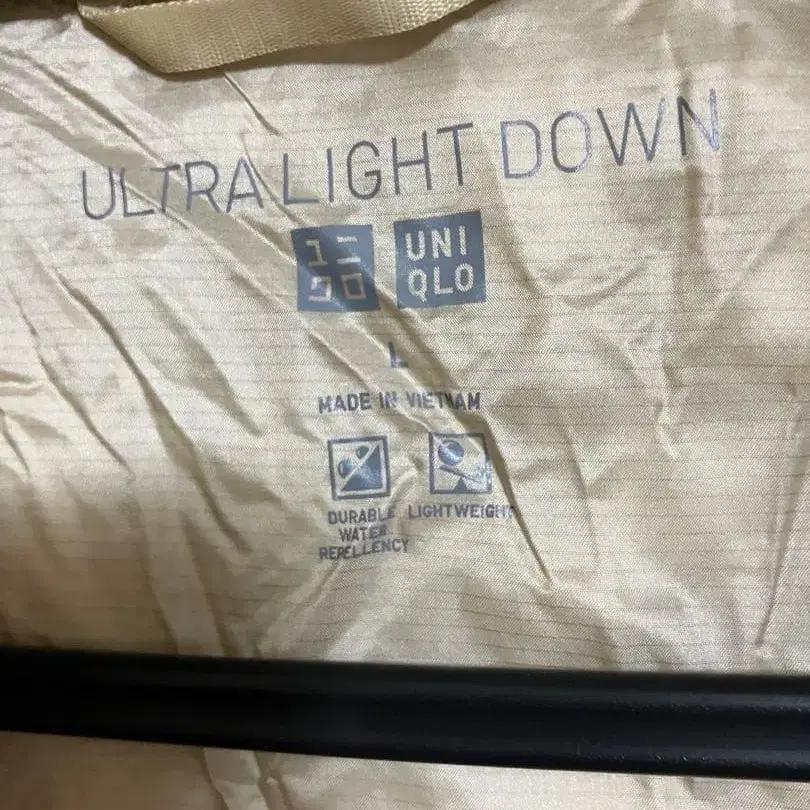 ULTRA LIGHT DOWN
ユニ UNI
クロ QLO
L
MADE IN VIETNAM
DURABLE LIGHTWEIGHT
WATER
REPELLENCY